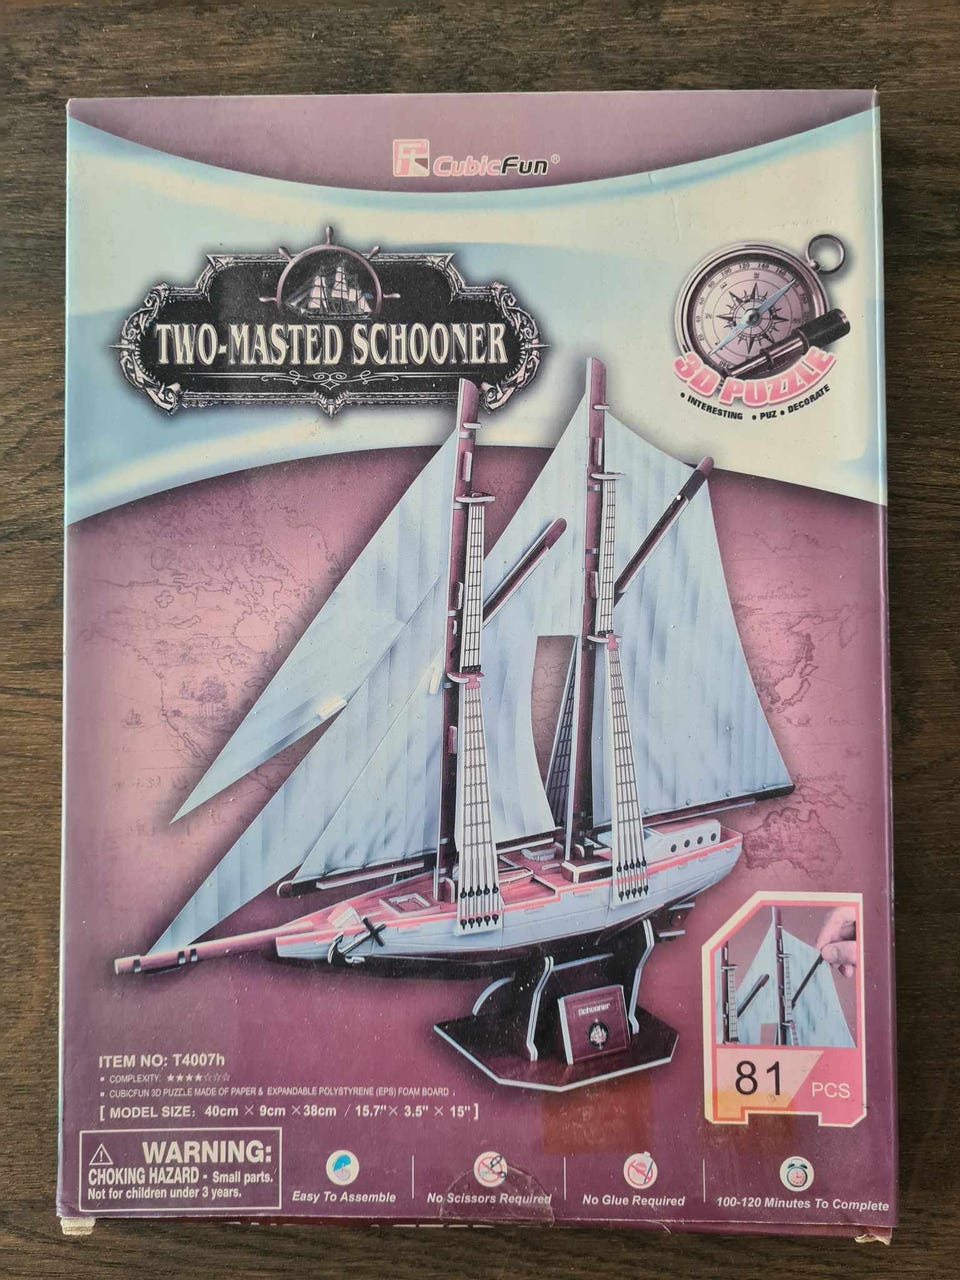 CubicFun®
TWO-MASTED SCHOONER
3D PUZZLE
• INTERESTING • PUZ • DECORATE
Schooner
81 PCS
ITEM NO: T4007h
▪ COMPLEXITY: ★★★★☆☆☆
▪ CUBICFUN 3D PUZZLE MADE OF PAPER & EXPANDABLE POLYSTYRENE (EPS) FOAM BOARD
[ MODEL SIZE: 40cm × 9cm ×38cm / 15.7"× 3.5" × 15" ]
WARNING:
CHOKING HAZARD - Small parts.
Not for children under 3 years.
Easy To Assemble
No Scissors Required
No Glue Required
100-120 Minutes To Complete